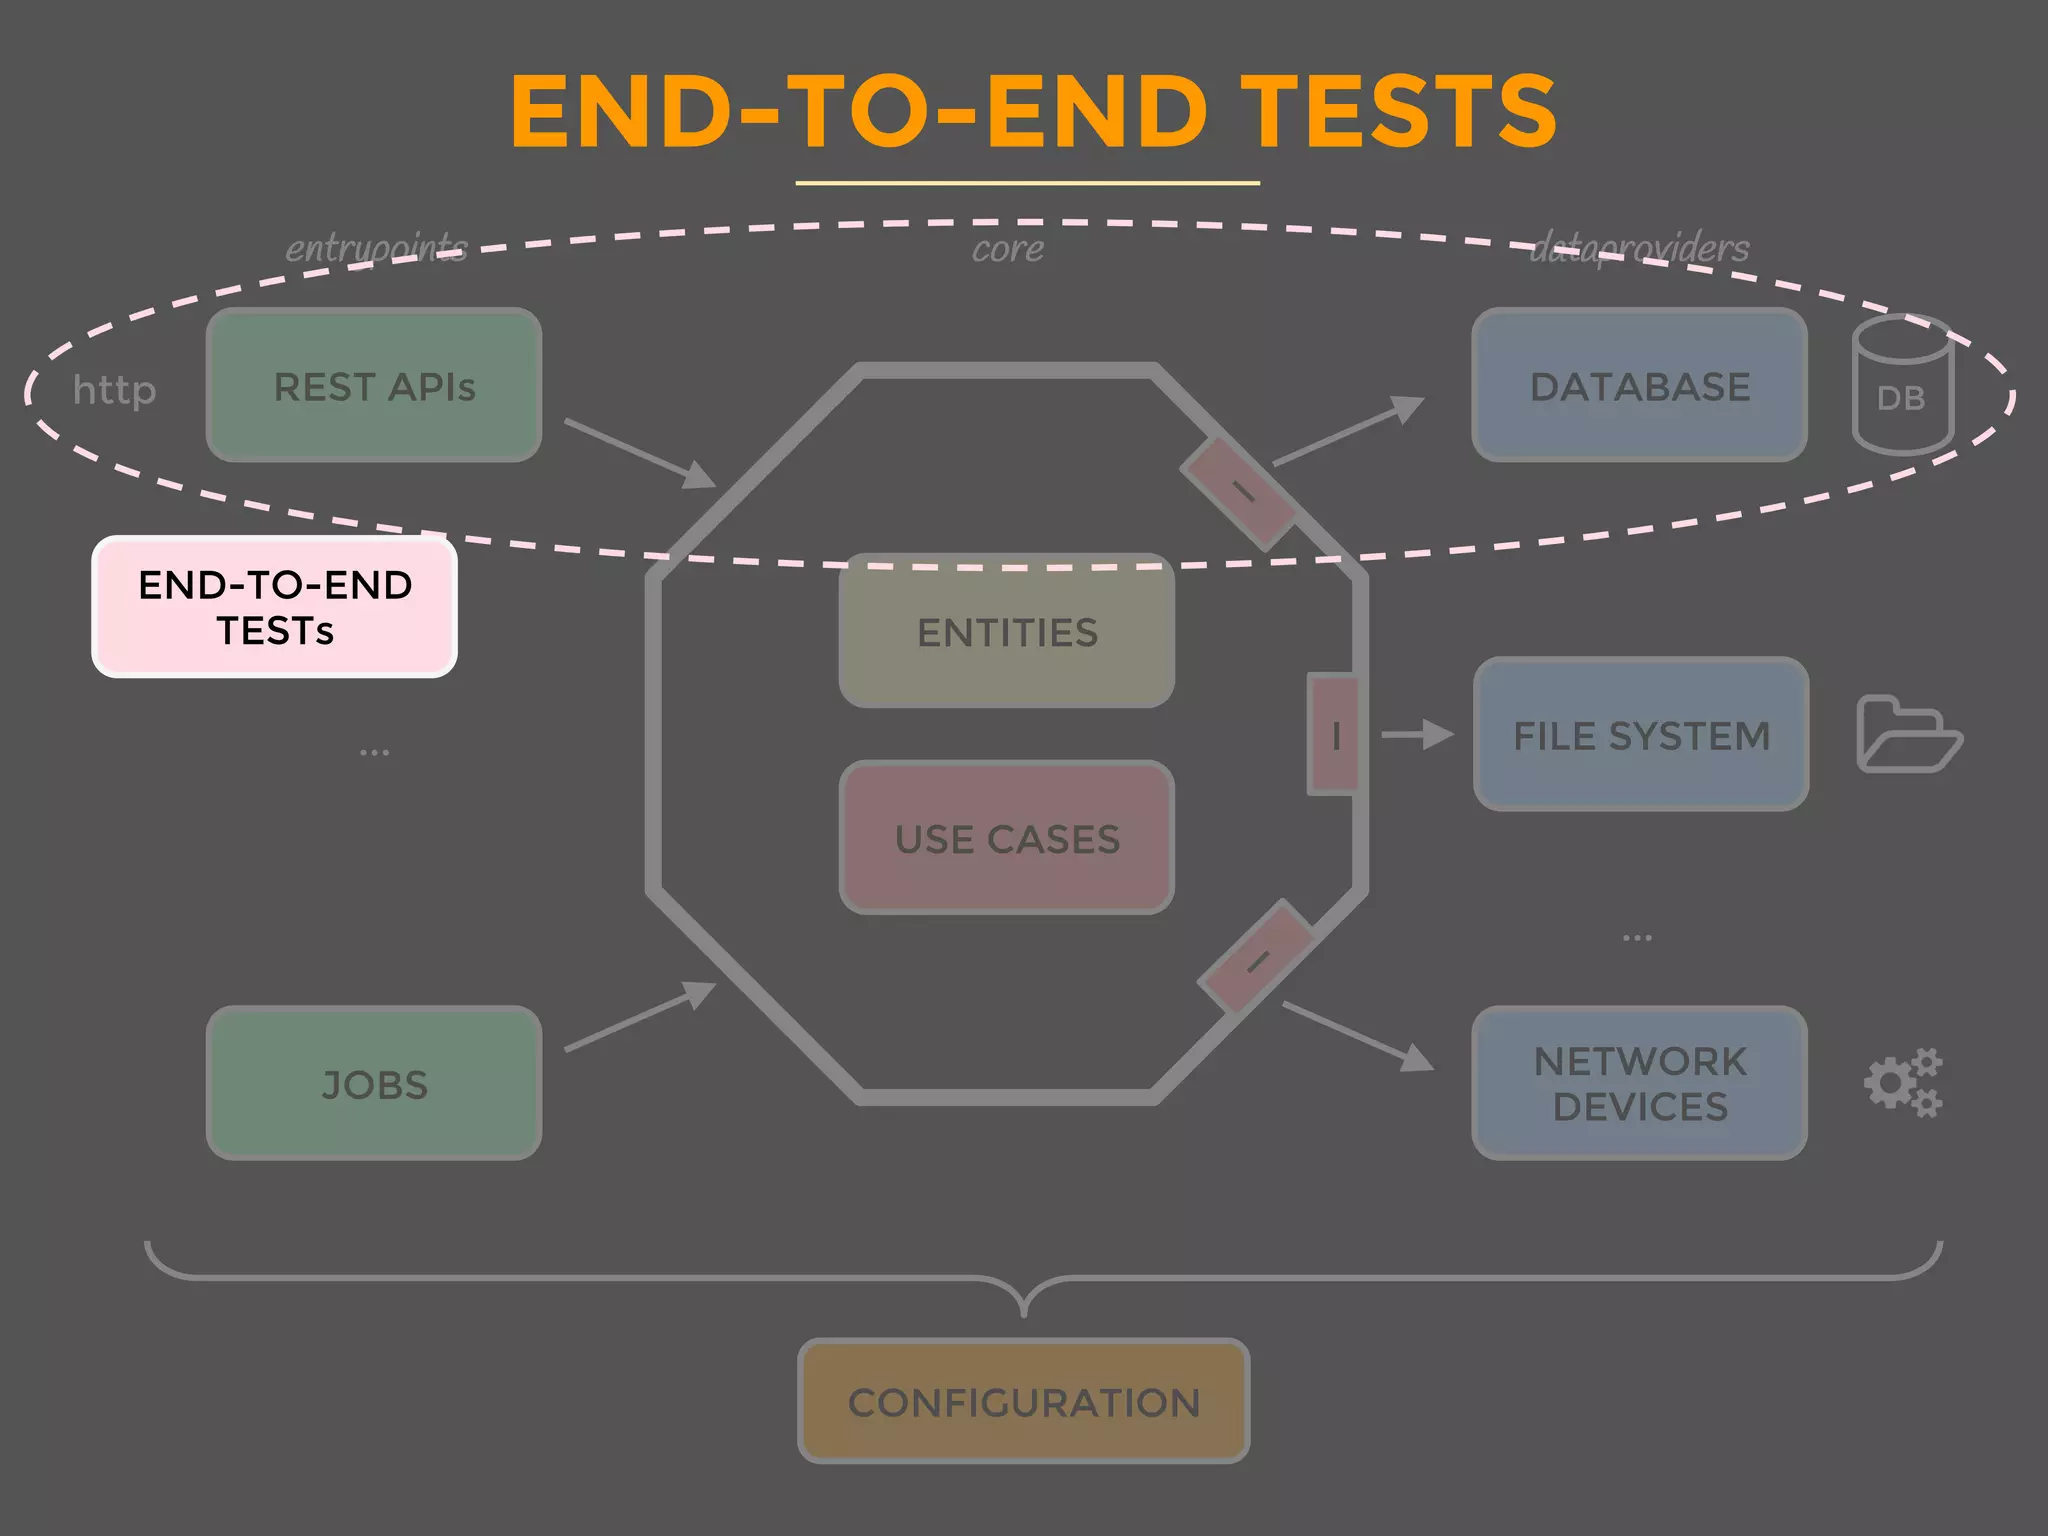 END-TO-END TESTS
entrypoints
core
dataproviders
http
REST APIs
DATABASE
DB
I
END-TO-END
TESTs
ENTITIES
I
FILE SYSTEM
...
USE CASES
...
I
JOBS
NETWORK
DEVICES
CONFIGURATION